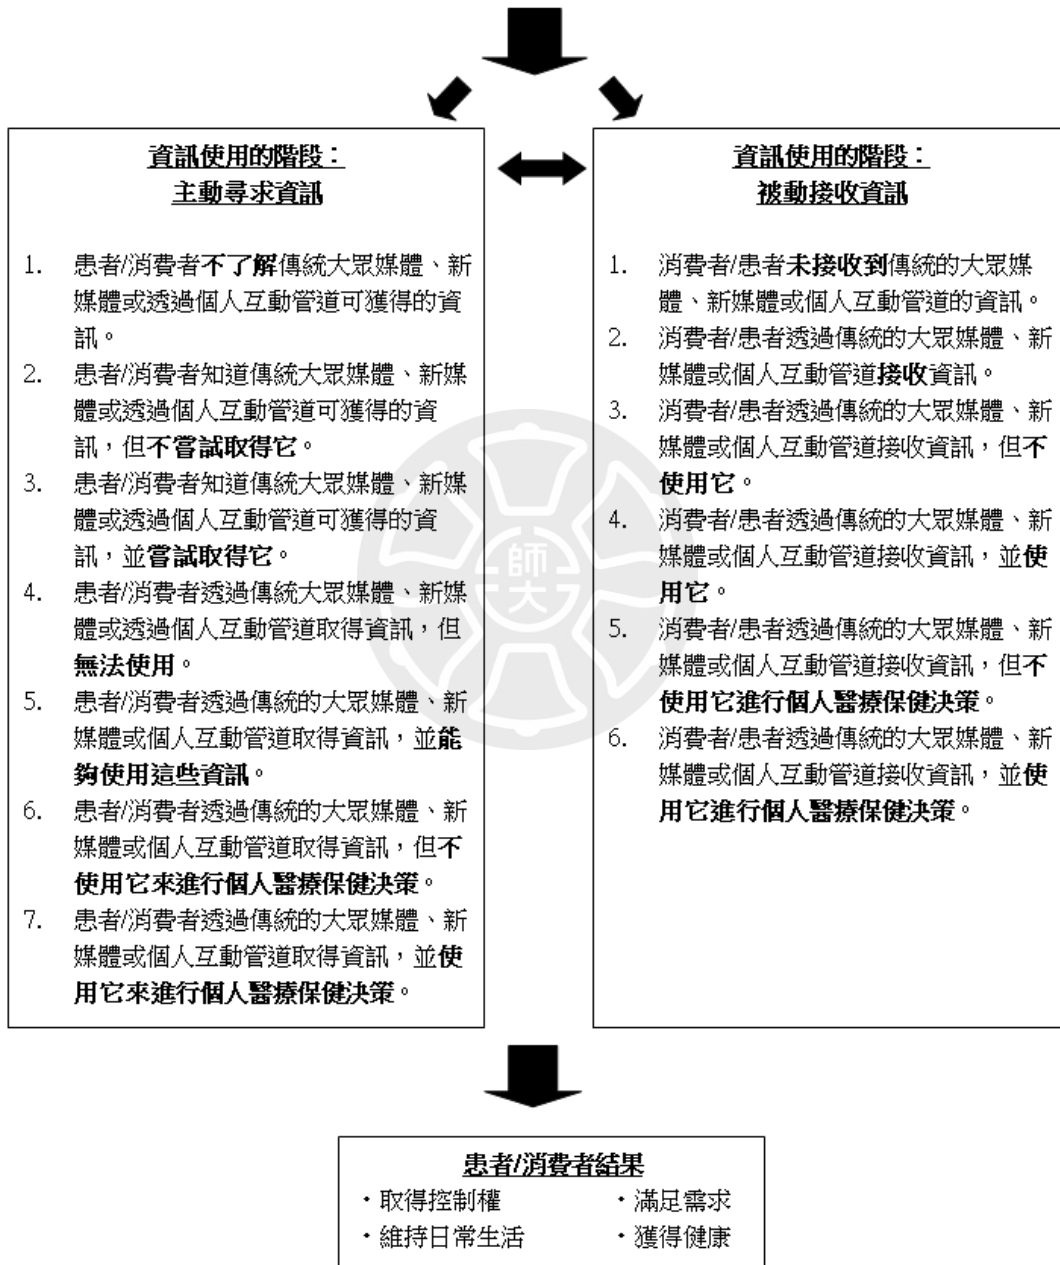 資訊使用的階段：
主動尋求資訊
1. 患者/消費者不了解傳統大眾媒體、新
媒體或透過個人互動管道可獲得的資
訊。
2. 患者/消費者知道傳統大眾媒體、新媒
體或透過個人互動管道可獲得的資
訊，但不嘗試取得它。
3. 患者/消費者知道傳統大眾媒體、新媒
體或透過個人互動管道可獲得的資
訊，並嘗試取得它。
4. 患者/消費者透過傳統大眾媒體、新媒
體或透過個人互動管道取得資訊，但
無法使用。
5. 患者/消費者透過傳統的大眾媒體、新
媒體或個人互動管道取得資訊，並能
夠使用這些資訊。
6. 患者/消費者透過傳統的大眾媒體、新
媒體或個人互動管道取得資訊，但不
使用它來進行個人醫療保健決策。
7. 患者/消費者透過傳統的大眾媒體、新
媒體或個人互動管道取得資訊，並使
用它來進行個人醫療保健決策。
資訊使用的階段：
被動接收資訊
1. 消費者/患者未接收到傳統的大眾媒
體、新媒體或個人互動管道的資訊。
2. 消費者/患者透過傳統的大眾媒體、新
媒體或個人互動管道接收資訊。
3. 消費者/患者透過傳統的大眾媒體、新
媒體或個人互動管道接收資訊，但不
使用它。
4. 消費者/患者透過傳統的大眾媒體、新
媒體或個人互動管道接收資訊，並使
用它。
5. 消費者/患者透過傳統的大眾媒體、新
媒體或個人互動管道接收資訊，但不
使用它進行個人醫療保健決策。
6. 消費者/患者透過傳統的大眾媒體、新
媒體或個人互動管道接收資訊，並使
用它進行個人醫療保健決策。
師大
患者/消費者結果
・取得控制權 ・滿足需求
・維持日常生活 ・獲得健康